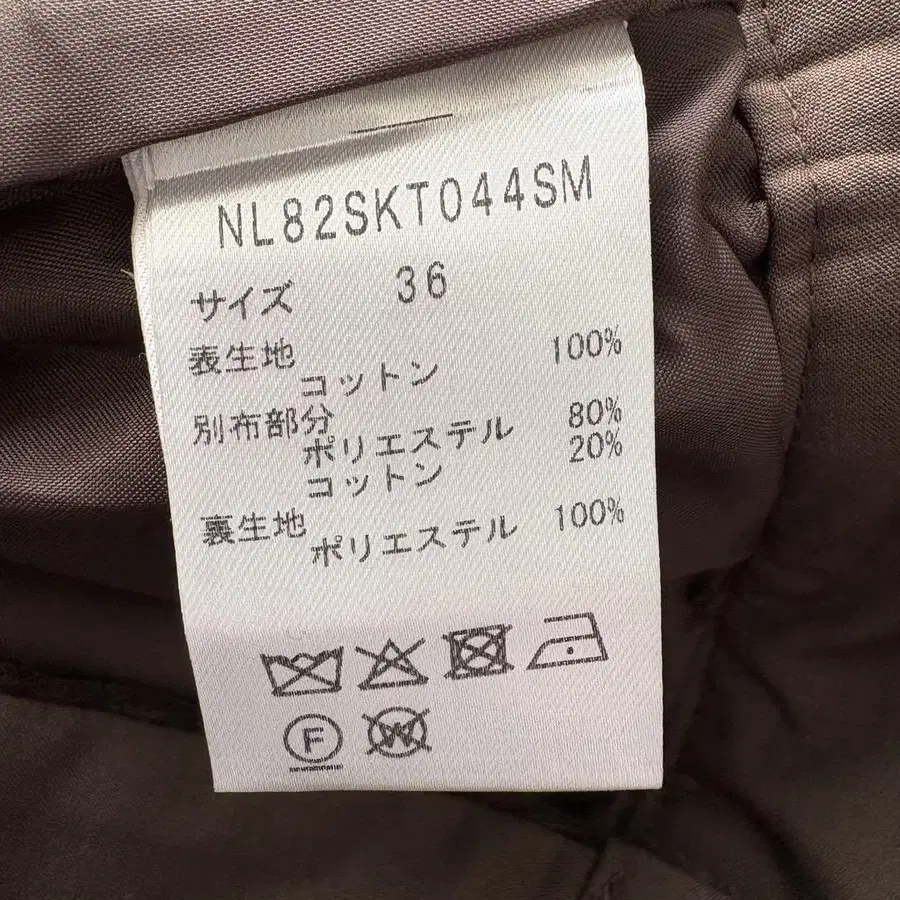 NL82SKT044SM
サイズ 36
表生地 100%
コットン
別布部分 80%
ポリエステル 20%
コットン
裏生地 100%
ポリエステル
F W